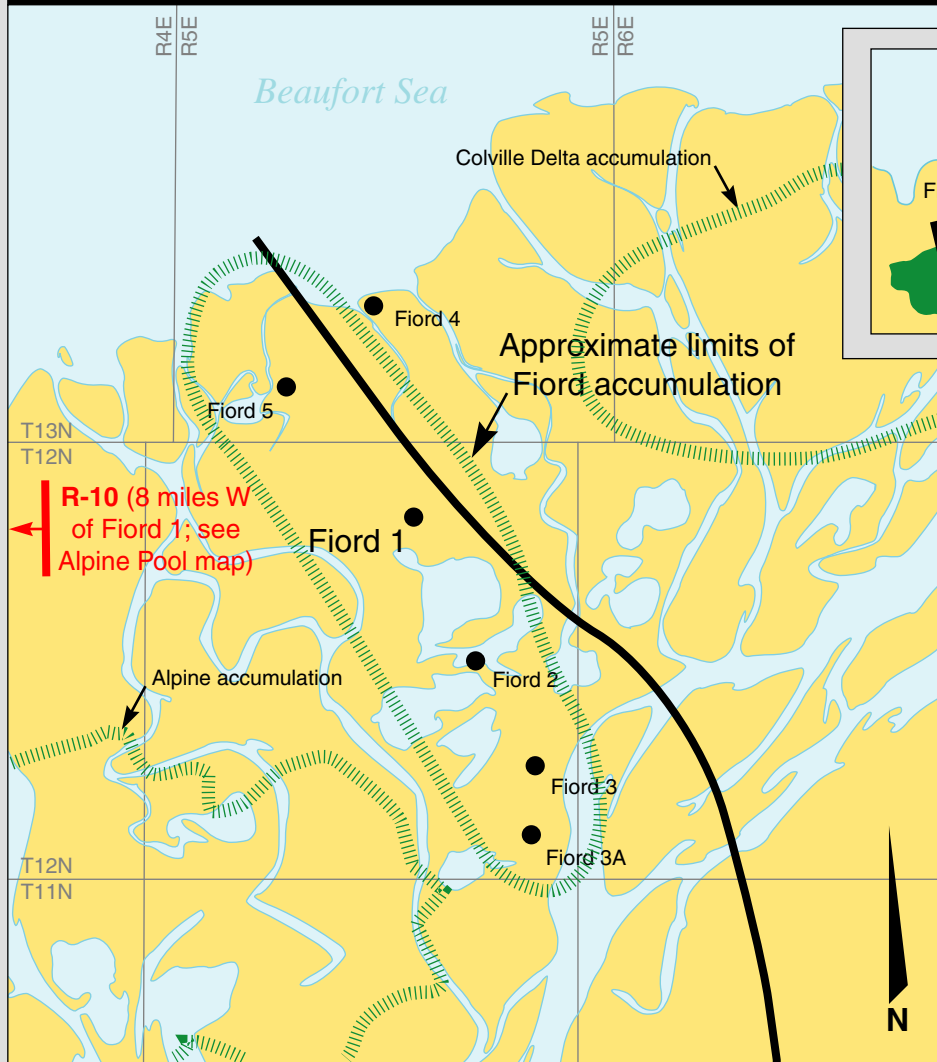 R4E
R5E
R5E
R6E
Beaufort Sea
Colville Delta accumulation
F
Fiord 4
Approximate limits of
Fiord accumulation
Fiord 5
T13N
T12N
R-10 (8 miles W
of Fiord 1; see
Alpine Pool map)
Fiord 1
Alpine accumulation
Fiord 2
Fiord 3
Fiord 3A
T12N
T11N
N